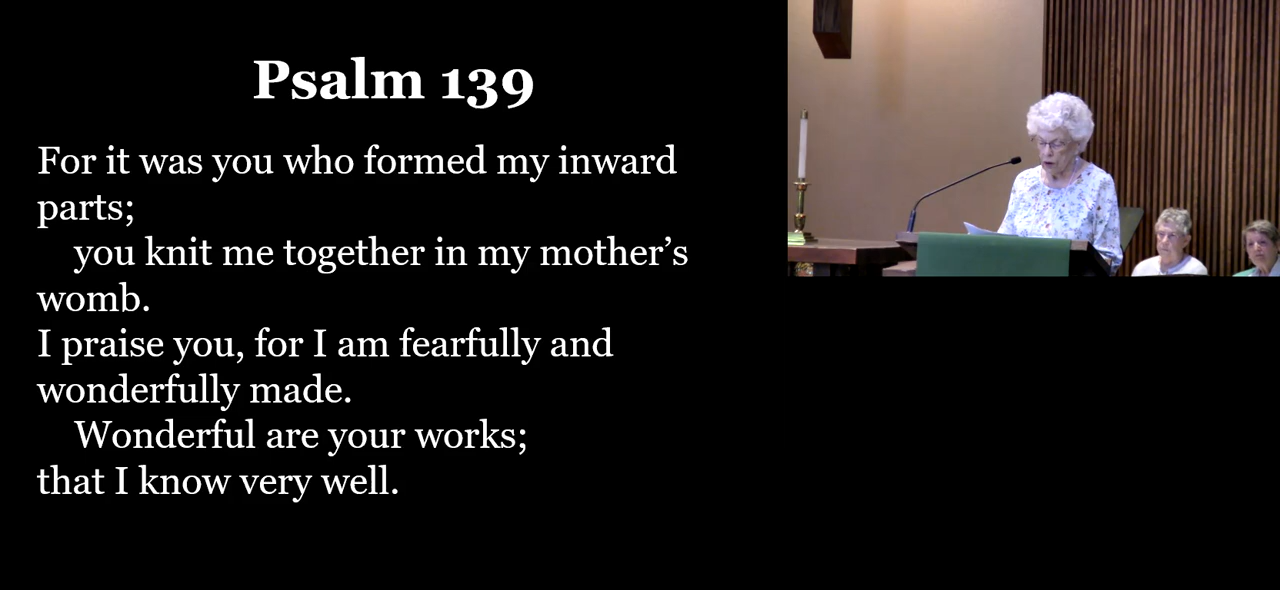 Psalm 139
For it was you who formed my inward
parts;
you knit me together in my mother’s
womb.
I praise you, for I am fearfully and
wonderfully made.
Wonderful are your works;
that I know very well.